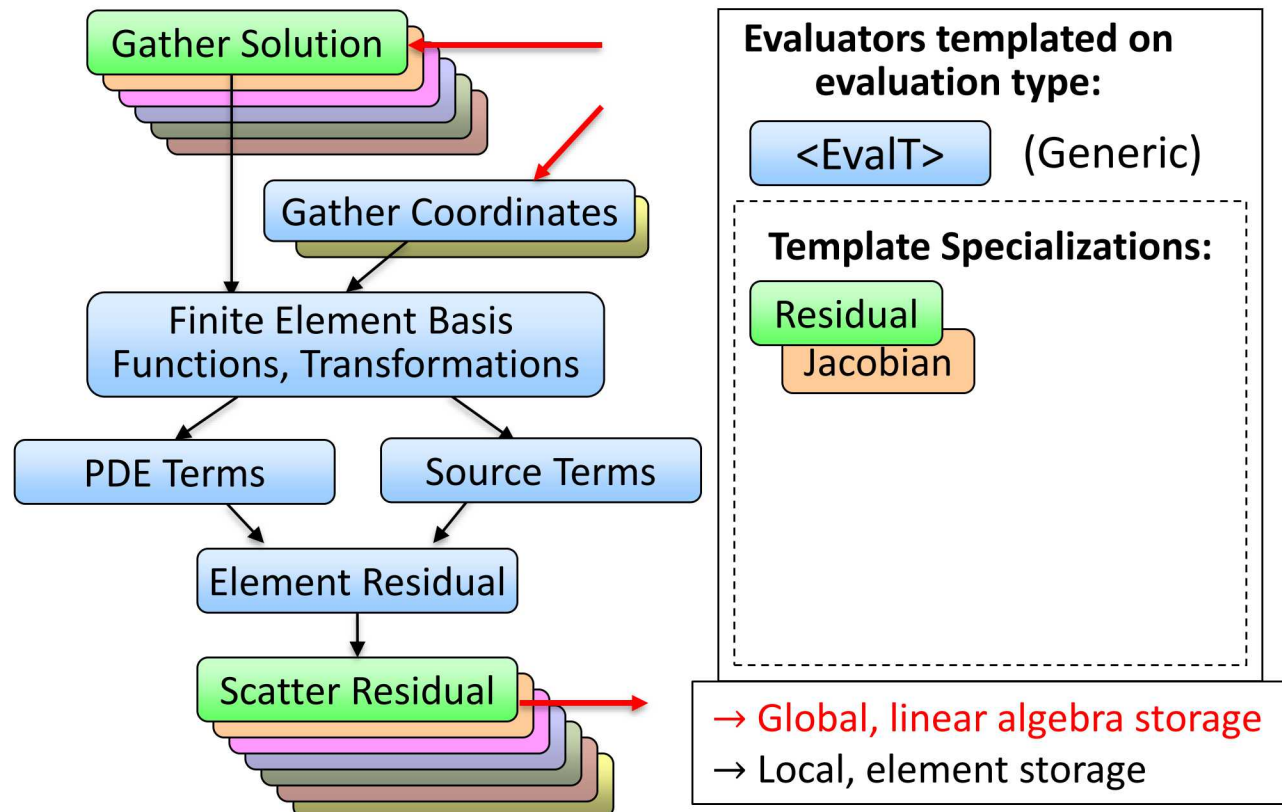 Gather Solution
Gather Coordinates
Finite Element Basis
Functions, Transformations
PDE Terms
Source Terms
Element Residual
Scatter Residual
Evaluators templated on
evaluation type:
<EvalT> (Generic)
Template Specializations:
Residual
Jacobian
→ Global, linear algebra storage
→ Local, element storage